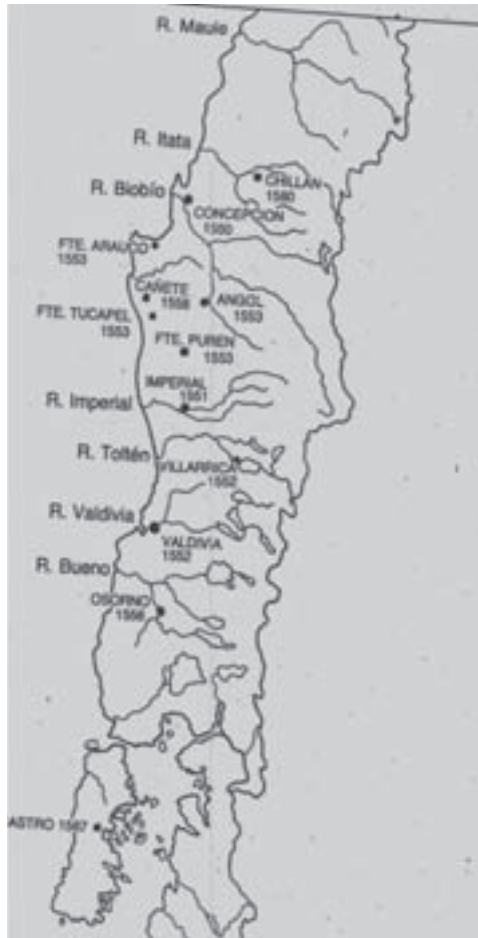 R. Maule
R. Itata
CHILLAN
1580
R. Biobío
CONCEPCION
1550
FTE. ARAUCO
1553
CAÑETE
1558
ANGOL
1553
FTE. TUCAPEL
1553
FTE. PUREN
1553
IMPERIAL
1551
R. Imperial
R. Toltén
VILLARRICA
1552
R. Valdivia
VALDIVIA
1552
R. Bueno
OSORNO
1558
ASTRO 1567